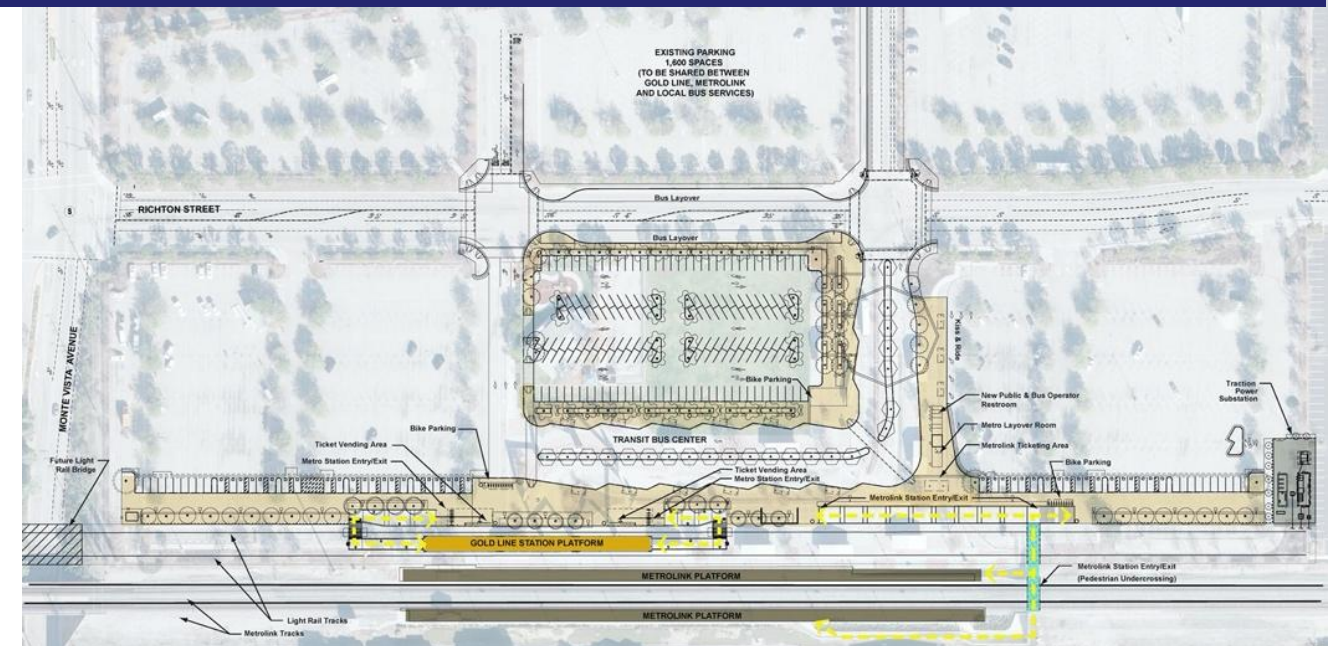 EXISTING PARKING
1,600 SPACES
(TO BE SHARED BETWEEN
GOLD LINE, METROLINK
AND LOCAL BUS SERVICES)
Bus Layover
RICHTON STREET
Bus Layover
MONTE VISTA AVENUE
Kiss & Ride
Bike Parking
New Public & Bus Operator
Restroom
Traction
Power
Substation
Metro Layover Room
Bike Parking
TRANSIT BUS CENTER
Metrolink Ticketing Area
Ticket Vending Area
Future Light
Rail Bridge
Metro Station Entry/Exit
Bike Parking
Ticket Vending Area
Metro Station Entry/Exit
Metrolink Station Entry/Exit
GOLD LINE STATION PLATFORM
METROLINK PLATFORM
Metrolink Station Entry/Exit
(Pedestrian Undercrossing)
METROLINK PLATFORM
Light Rail Tracks
Metrolink Tracks